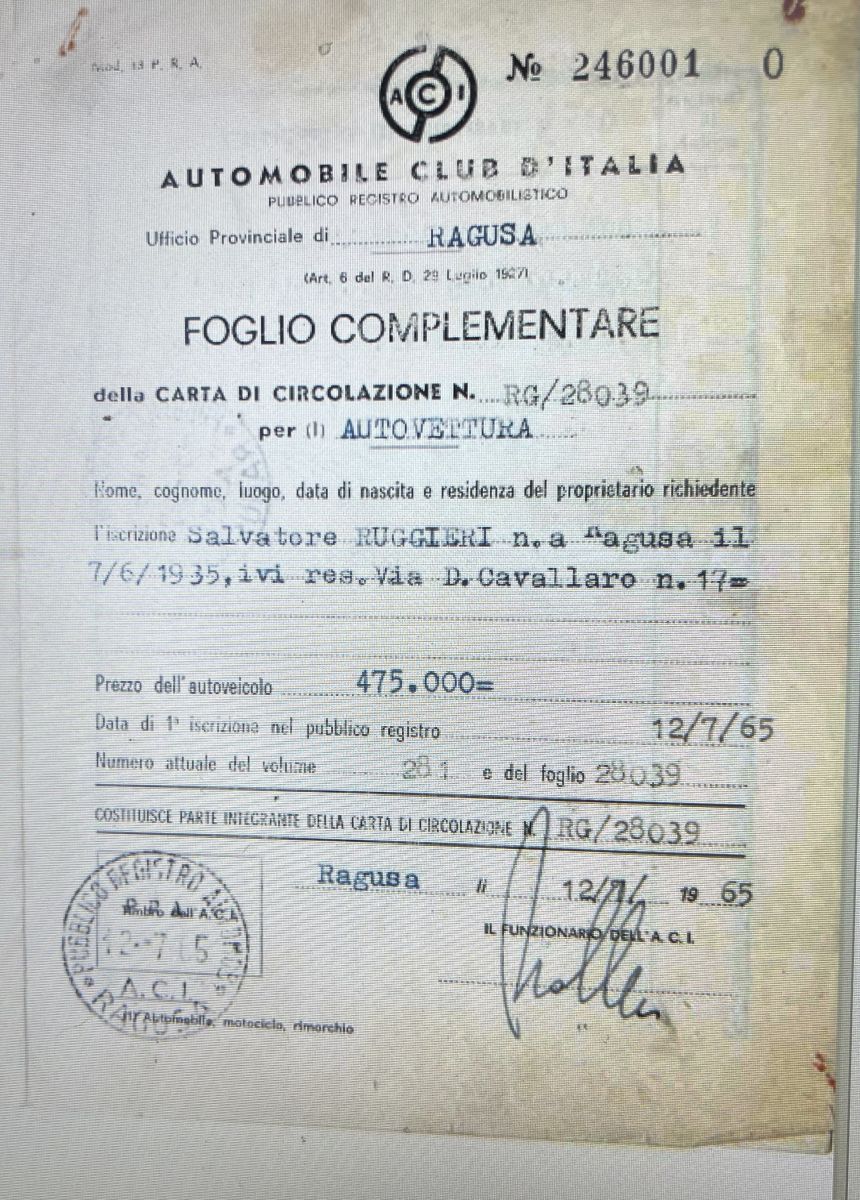 Mod. 13 P. R. A.
ACI
№ 246001 0
AUTOMOBILE CLUB D'ITALIA
PUBBLICO REGISTRO AUTOMOBILISTICO
Ufficio Provinciale di RAGUSA
(Art. 6 del R. D. 29 Luglio 1927)
FOGLIO COMPLEMENTARE
della CARTA DI CIRCOLAZIONE N. RG/28039
per (1) AUTOVETTURA
Nome, cognome, luogo, data di nascita e residenza del proprietario richiedente
l'iscrizione Salvatore RUGGIERI n.a Ragusa il
7/6/1935,ivi res.Via D.Cavallaro n.17=
Prezzo dell'autoveicolo 475.000=
Data di 1ª iscrizione nel pubblico registro 12/7/65
Numero attuale del volume 281 e del foglio 28039
COSTITUISCE PARTE INTEGRANTE DELLA CARTA DI CIRCOLAZIONE N. RG/28039
Ragusa li 12/7/ 19 65
IL FUNZIONARIO DELL'A. C. I.
PUBBLICO REGISTRO
Timbro dell'A.C.I.
A.C.I.
(1) Automobile, motociclo, rimorchio